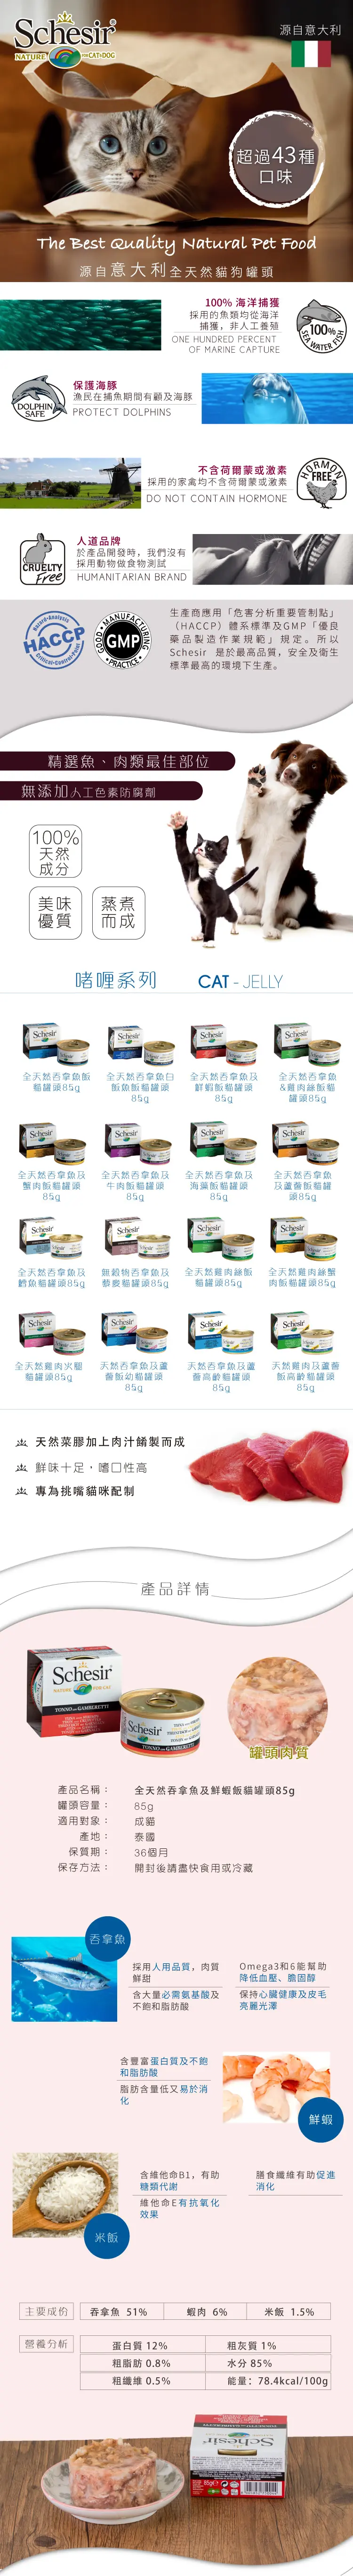 Schesir®
NATURE FOR CAT&DOG
源自意大利
超過43種
口味
The Best Quality Natural Pet Food
源自意大利全天然貓狗罐頭
100% 海洋捕獲
採用的魚類均從海洋
捕獲，非人工養殖
ONE HUNDRED PERCENT
OF MARINE CAPTURE
100%
SEA WATER FISH
DOLPHIN
SAFE
保護海豚
漁民在捕魚期間有顧及海豚
PROTECT DOLPHINS
不含荷爾蒙或激素
採用的家禽均不含荷爾蒙或激素
DO NOT CONTAIN HORMONE
HORMON
FREE
CRUELTY
Free
人道品牌
於產品開發時，我們沒有
採用動物做食物測試
HUMANITARIAN BRAND
Hazard-Analysis
HACCP
Critical-Control-Point
GOOD MANUFACTURING
GMP
PRACTICE
生產商應用「危害分析重要管制點」
（HACCP）體系標準及GMP「優良
藥品製造作業規範」規定。所以
Schesir 是於最高品質，安全及衛生
標準最高的環境下生產。
精選魚、肉類最佳部位
無添加人工色素防腐劑
100%
天然
成分
美味
優質
蒸煮
而成
啫喱系列 CAT - JELLY
全天然吞拿魚飯
貓罐頭85g
全天然吞拿魚白
飯魚飯貓罐頭
85g
全天然吞拿魚及
鮮蝦飯貓罐頭
85g
全天然吞拿魚
&雞肉絲飯貓
罐頭85g
全天然吞拿魚及
蟹肉飯貓罐頭
85g
全天然吞拿魚及
牛肉飯貓罐頭
85g
全天然吞拿魚及
海藻飯貓罐頭
85g
全天然吞拿魚
及蘆薈飯貓罐
頭85g
全天然吞拿魚及
鱈魚貓罐頭85g
無穀物吞拿魚及
藜麥貓罐頭85g
全天然雞肉絲飯
貓罐頭85g
全天然雞肉絲蟹
肉飯貓罐頭85g
全天然雞肉火腿
貓罐頭85g
天然吞拿魚及蘆
薈飯幼貓罐頭
85g
天然吞拿魚及蘆
薈高齡貓罐頭
85g
天然雞肉及蘆薈
飯高齡貓罐頭
85g
天然菜膠加上肉汁餚製而成
鮮味十足，嗜口性高
專為挑嘴貓咪配制
產品詳情
Schesir
NATURE FOR CAT
TONNO con GAMBERETTI
Schesir
罐頭肉質
產品名稱： 全天然吞拿魚及鮮蝦飯貓罐頭85g
罐頭容量： 85g
適用對象： 成貓
產地： 泰國
保質期： 36個月
保存方法： 開封後請盡快食用或冷藏
吞拿魚
採用人用品質，肉質
鮮甜
含大量必需氨基酸及
不飽和脂肪酸
Omega3和6能幫助
降低血壓、膽固醇
保持心臟健康及皮毛
亮麗光澤
含豐富蛋白質及不飽
和脂肪酸
脂肪含量低又易於消
化
鮮蝦
含維他命B1，有助
糖類代謝
維他命E有抗氧化
效果
膳食纖維有助促進
消化
米飯
主要成份 吞拿魚 51% 蝦肉 6% 米飯 1.5%
營養分析 蛋白質 12% 粗灰質 1%
粗脂肪 0.8% 水分 85%
粗纖維 0.5% 能量：78.4kcal/100g
Schesir